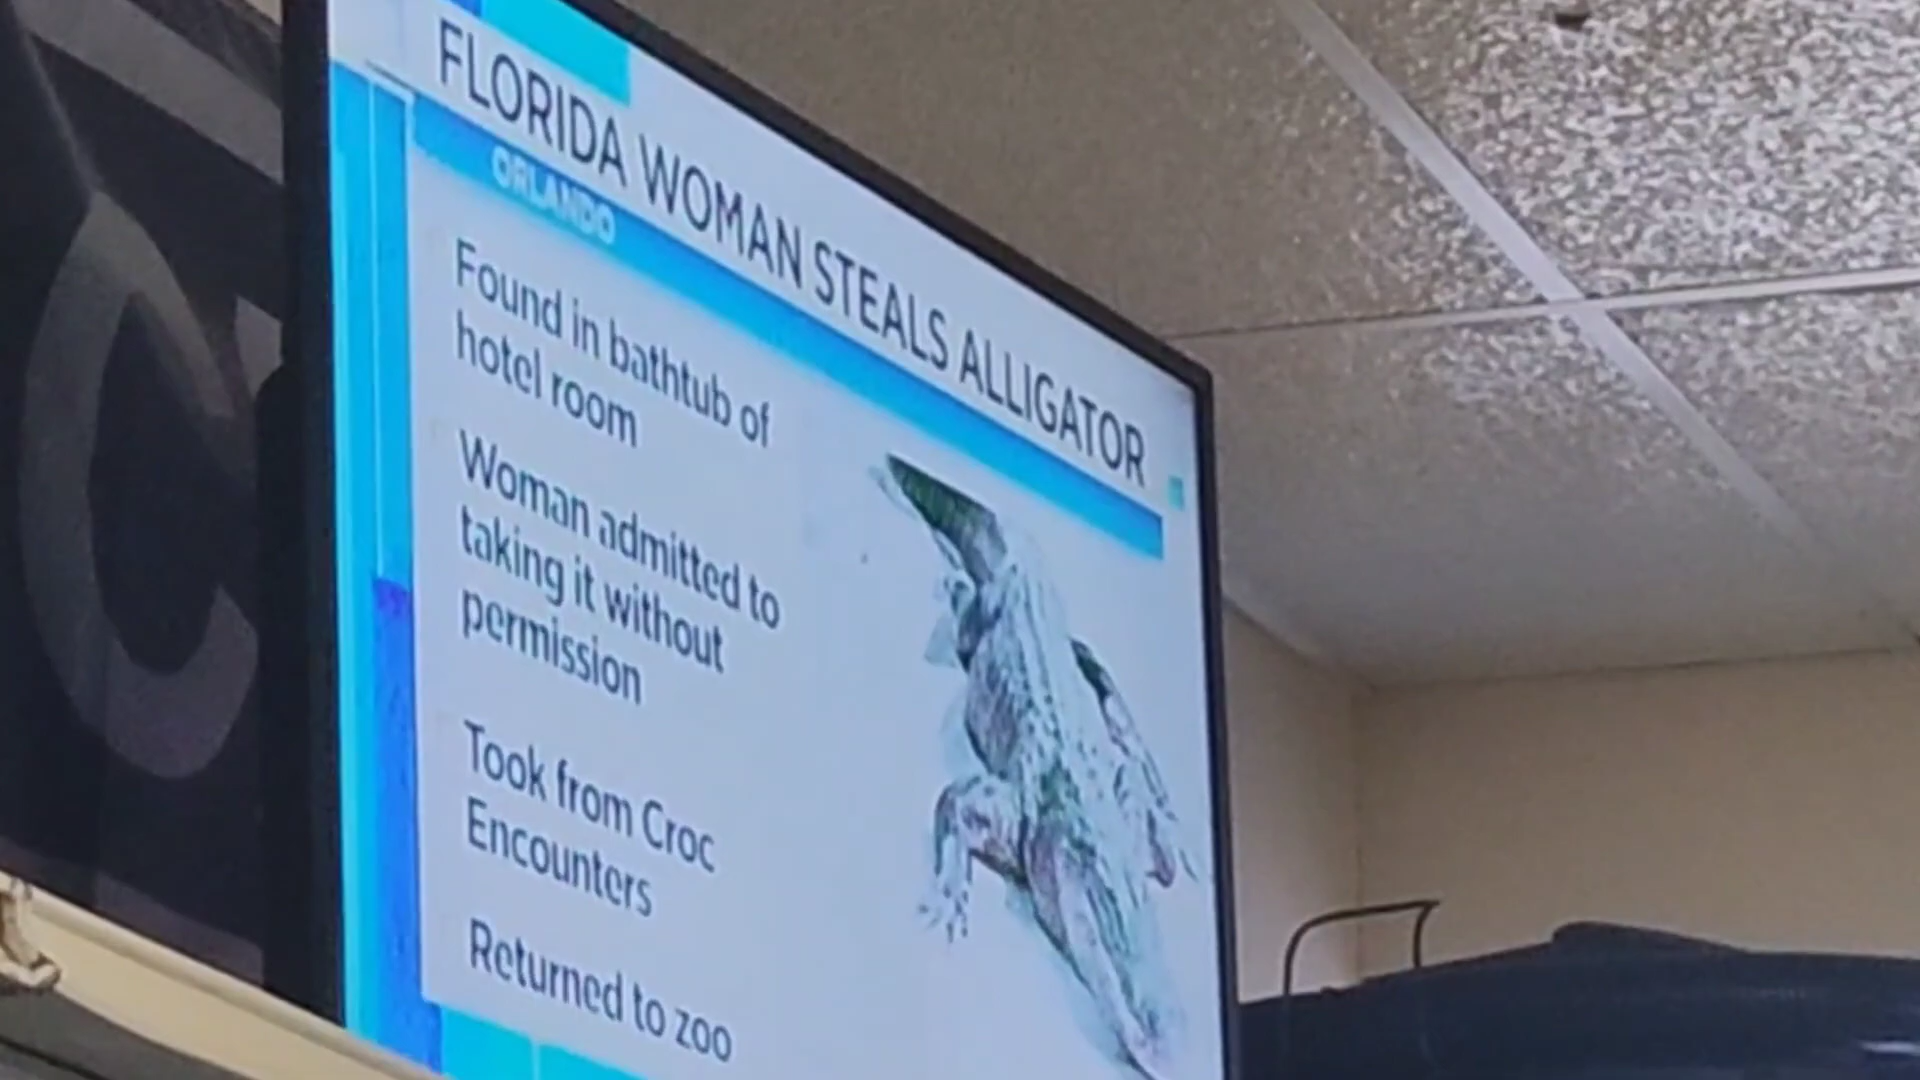 FLORIDA WOMAN STEALS ALLIGATOR
ORLANDO
Found in bathtub of
hotel room
Woman admitted to
taking it without
permission
Took from Croc
Encounters
Returned to zoo